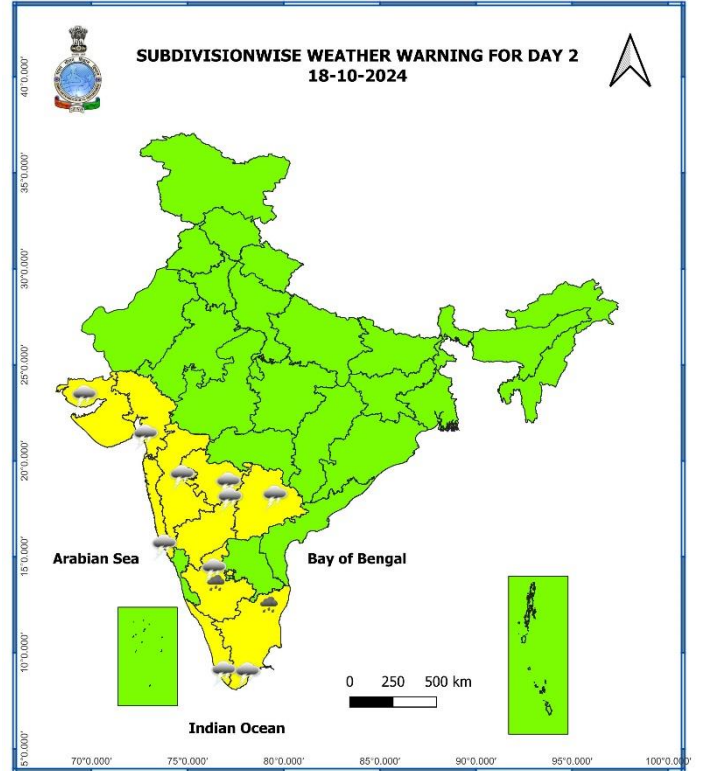 SUBDIVISIONWISE WEATHER WARNING FOR DAY 2
18-10-2024
40°0.000'
35°0.000'
30°0.000'
25°0.000'
20°0.000'
15°0.000'
10°0.000'
5°0.000'
Arabian Sea
Bay of Bengal
0 250 500 km
Indian Ocean
70°0.000' 75°0.000' 80°0.000' 85°0.000' 90°0.000' 95°0.000' 100°0.000'